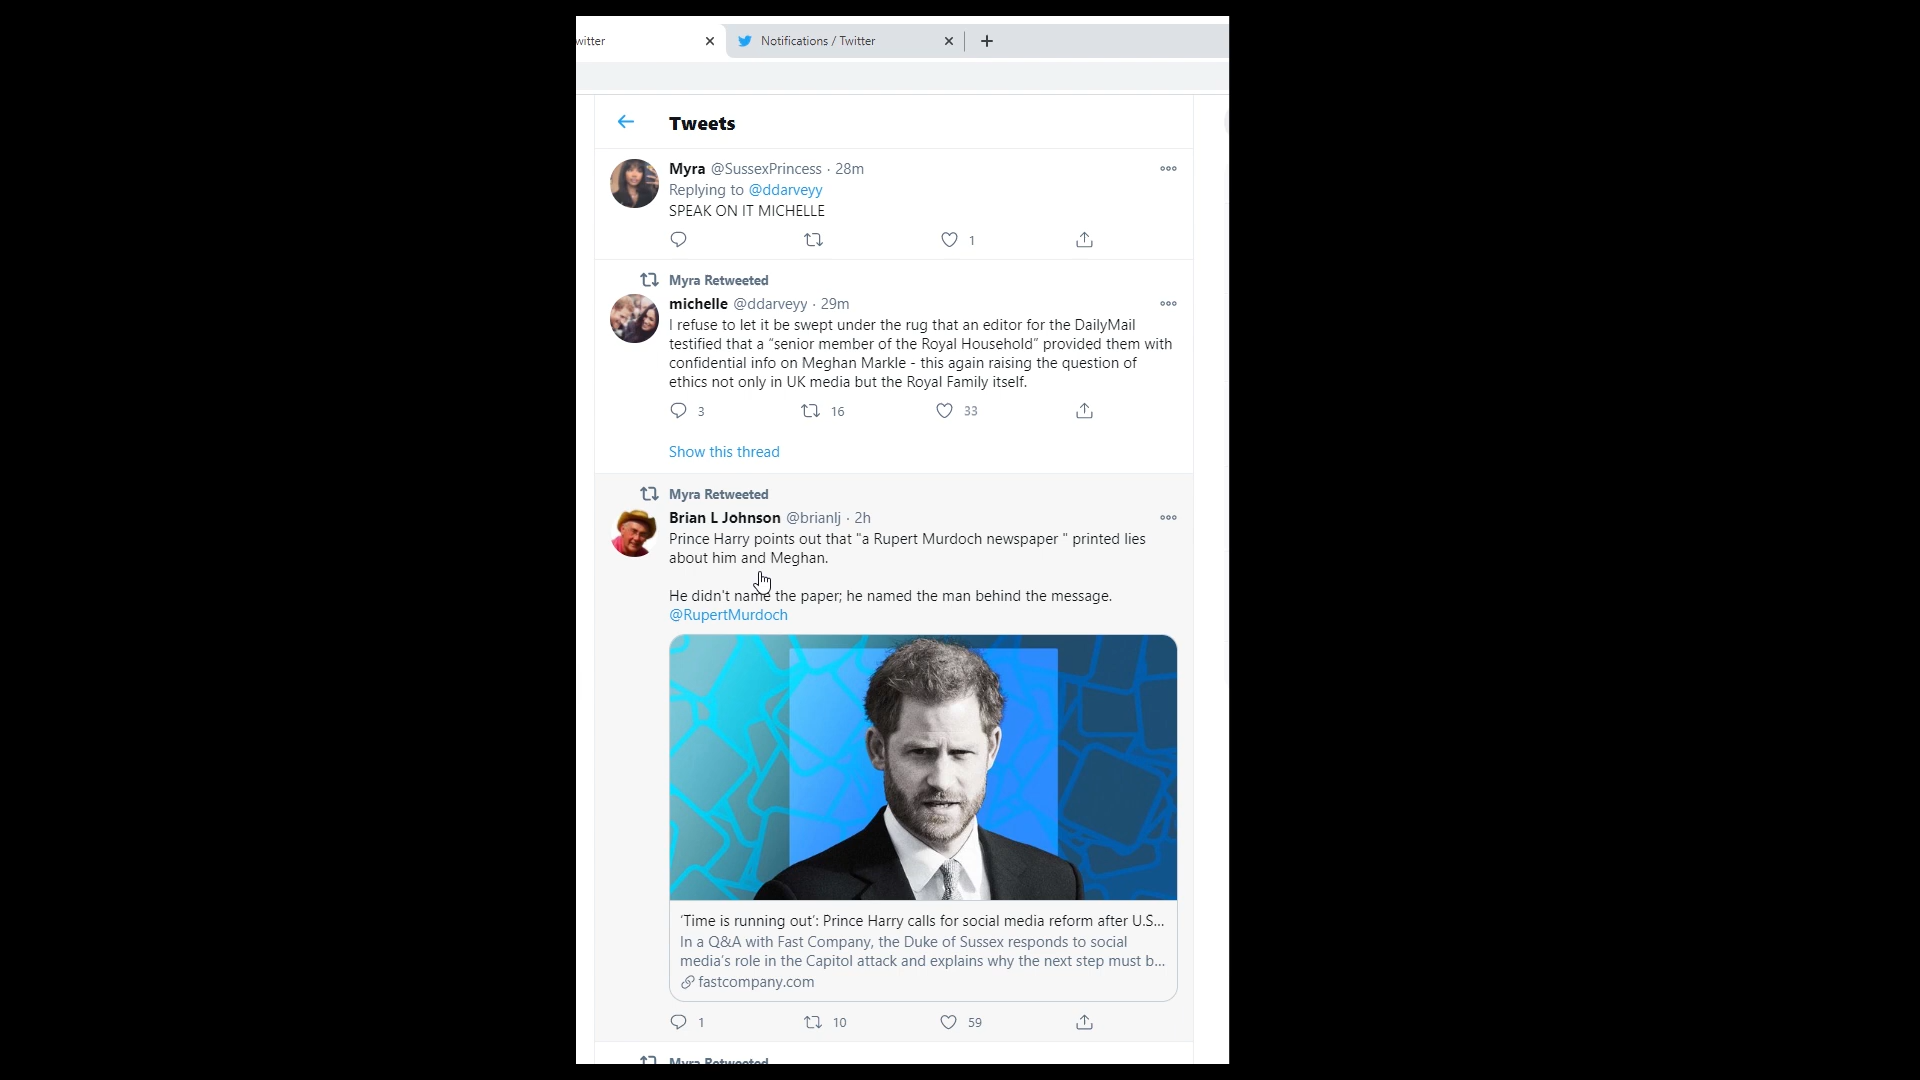 witter
Notifications / Twitter
Tweets
Myra @SussexPrincess · 28m
Replying to @ddarveyy
SPEAK ON IT MICHELLE
1
Myra Retweeted
michelle @ddarveyy · 29m
I refuse to let it be swept under the rug that an editor for the DailyMail
testified that a “senior member of the Royal Household” provided them with
confidential info on Meghan Markle - this again raising the question of
ethics not only in UK media but the Royal Family itself.
3 16 33
Show this thread
Myra Retweeted
Brian L Johnson @brianlj · 2h
Prince Harry points out that "a Rupert Murdoch newspaper " printed lies
about him and Meghan.
He didn't name the paper; he named the man behind the message.
@RupertMurdoch
‘Time is running out’: Prince Harry calls for social media reform after U.S...
In a Q&A with Fast Company, the Duke of Sussex responds to social
media’s role in the Capitol attack and explains why the next step must b...
fastcompany.com
1 10 59
Myra Retweeted